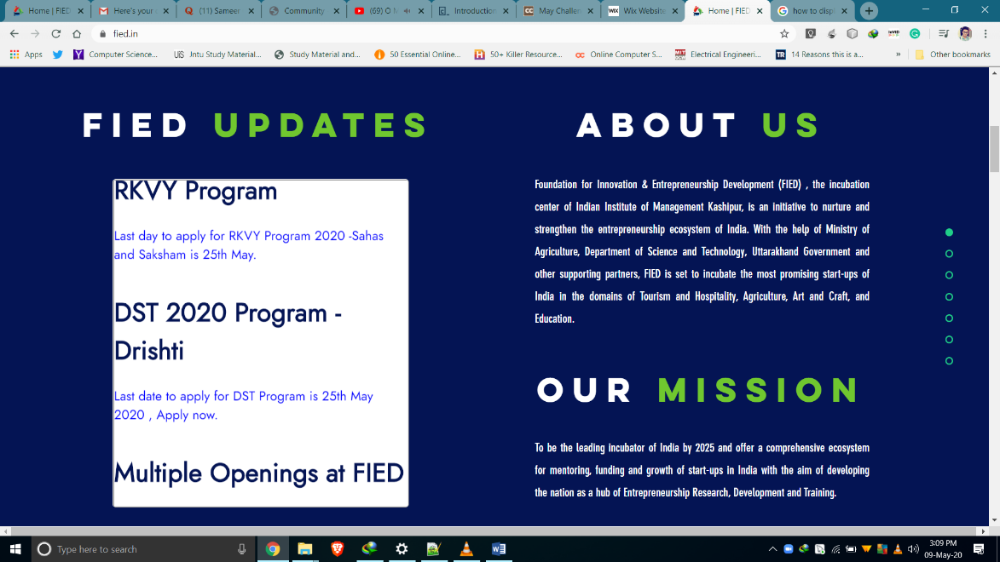 Home | FIED
Here's your
(11) Sameer
Community
(69) O
Introduction
May Challen
Wix Website
Home | FIED
how to displ
fied.in
Apps
Computer Science...
Jntu Study Material...
Study Material and...
50 Essential Online...
50+ Killer Resource...
Online Computer S...
Electrical Engineeri...
14 Reasons this is a...
»
Other bookmarks
FIED UPDATES
RKVY Program
Last day to apply for RKVY Program 2020 -Sahas
and Saksham is 25th May.
DST 2020 Program -
Drishti
Last date to apply for DST Program is 25th May
2020 , Apply now.
Multiple Openings at FIED
ABOUT US
Foundation for Innovation & Entrepreneurship Development (FIED) , the incubation
center of Indian Institute of Management Kashipur, is an initiative to nurture and
strengthen the entrepreneurship ecosystem of India. With the help of Ministry of
Agriculture, Department of Science and Technology, Uttarakhand Government and
other supporting partners, FIED is set to incubate the most promising start-ups of
India in the domains of Tourism and Hospitality, Agriculture, Art and Craft, and
Education.
OUR MISSION
To be the leading incubator of India by 2025 and offer a comprehensive ecosystem
for mentoring, funding and growth of start-ups in India with the aim of developing
the nation as a hub of Entrepreneurship Research, Development and Training.
Type here to search
3:09 PM
09-May-20